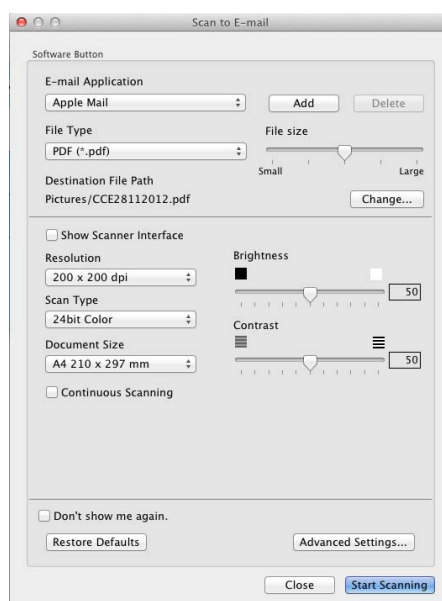 Scan to E-mail
Software Button
E-mail Application
Apple Mail
Add
Delete
File Type
File size
PDF (*.pdf)
Small
Large
Destination File Path
Pictures/CCE28112012.pdf
Change...
Show Scanner Interface
Resolution
Brightness
200 x 200 dpi
50
Scan Type
24bit Color
Contrast
Document Size
A4 210 x 297 mm
50
Continuous Scanning
Don't show me again.
Restore Defaults
Advanced Settings...
Close
Start Scanning